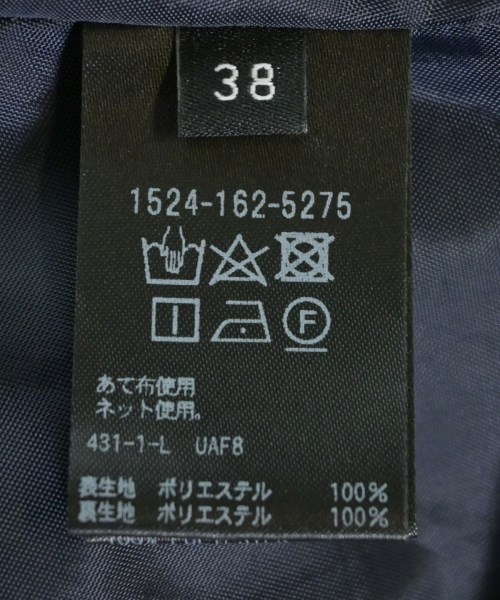 38
1524-162-5275
F
あて布使用
ネット使用。
431-1-L UAF8
表生地 ポリエステル 100%
裏生地 ポリエステル 100%